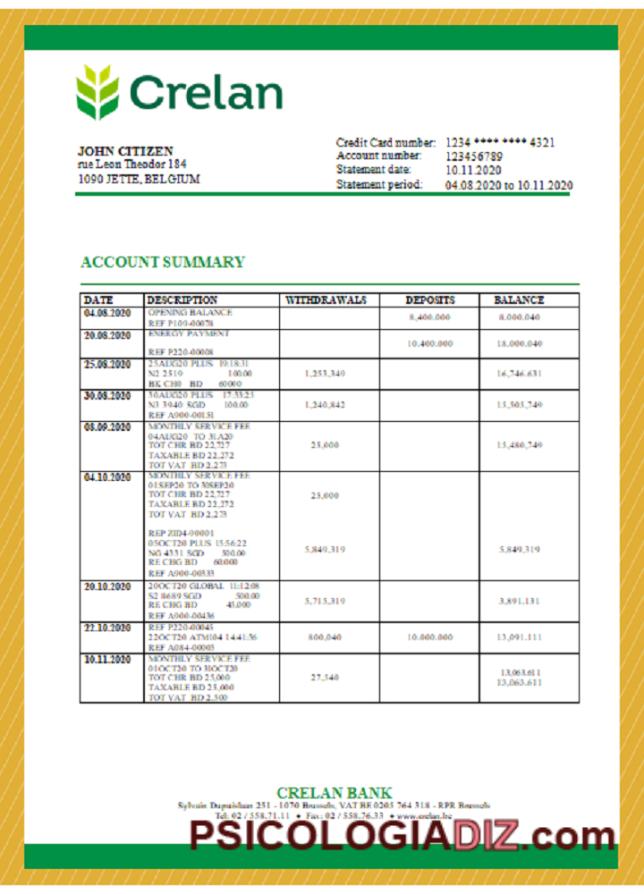 Crelan
JOHN CITIZEN
rue Leon Theodor 184
1090 JETTE, BELGIUM
Credit Card number: 1234 **** **** 4321
Account number: 123456789
Statement date: 10.11.2020
Statement period: 04.08.2020 to 10.11.2020
ACCOUNT SUMMARY
DATE DESCRIPTION WITHDRAWALS DEPOSITS BALANCE
04.08.2020 OPENING BALANCE 8,400.000 8,000.040
REF P109-00078
20.08.2020 ENERGY PAYMENT 10.400.000 18,000.040
REF P220-00008
25.08.2020 25AUG20 PLUS 19:18:31
N2 2519 100.00 1,253,349 16,746.631
BK CH0 BD 60000
30.08.2020 30AUG20 PLUS 17:33:23
N3 3940 SGD 100.00 1,240,842 15,505,749
REF A900-00151
08.09.2020 MONTHLY SERVICE FEE
04AUG20 TO 31A20
TOT CHR BD 22,727 25,000 15,480,749
TAXABLE BD 22,272
TOT VAT BD 2,273
04.10.2020 MONTHLY SERVICE FEE
01SEP20 TO 30SEP20
TOT CHR BD 22,727 25,000
TAXABLE BD 22,272
TOT VAT BD 2,273
REP ZID4-00001
05OCT20 PLUS 15:56:22
NG 4331 SGD 500.00 5,849,319 5,849,319
RE CHG BD 60.000
REF A900-00333
20.10.2020 20OCT20 GLOBAL 11:12:08
S2 8689 SGD 500.00 5,715,319 3,891.131
RE CHG BD 45,000
REF A900-00436
22.10.2020 REF P220-00045
22OCT20 ATM104 14:41:36 800,040 10.000.000 13,091.111
REF A084-00005
10.11.2020 MONTHLY SERVICE FEE
01OCT20 TO 31OCT20
TOT CHR BD 25,000 27,540 13,063.611
TAXABLE BD 25,000 13,063.611
TOT VAT BD 2,500
CRELAN BANK
Sylvain Dupuislaan 251 - 1070 Brussels, VAT BE 0205 764 318 - RPR Brussels
Tel: 02 / 558.71.11 • Fax: 02 / 558.76.33 • www.crelan.be
PSICOLOGIADIZ.com